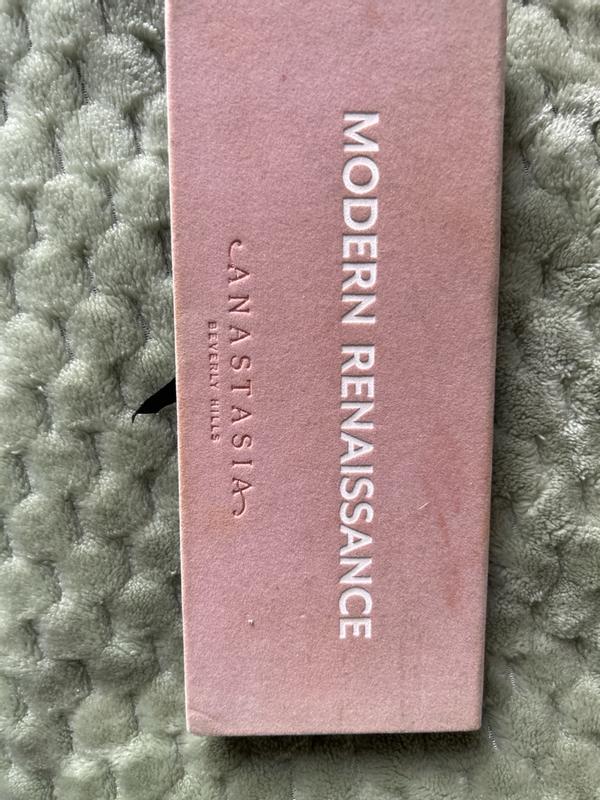 MODERN RENAISSANCE
ANASTASIA
BEVERLY HILLS